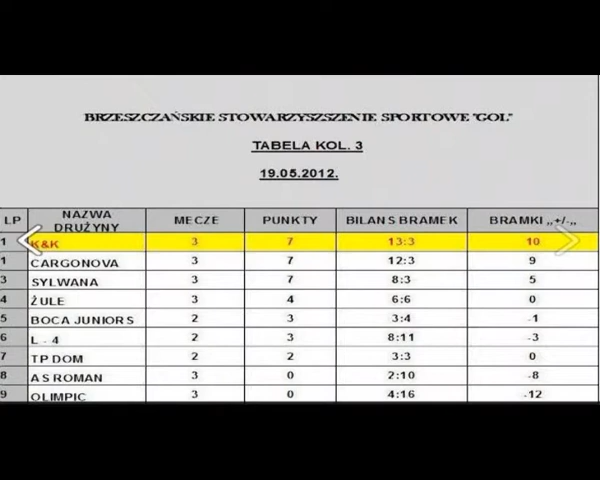 BRZESZCZAŃSKIE STOWARZYSZSZENIE SPORTOWE "GOL"
TABELA KOL. 3
19.05.2012.
LP NAZWA DRUŻYNY MECZE PUNKTY BILANS BRAMEK BRAMKI „+/-„
1 K&K 3 7 13:3 10
1 CARGONOVA 3 7 12:3 9
3 SYLWANA 3 7 8:3 5
4 ŻULE 3 4 6:6 0
5 BOCA JUNIORS 2 3 3:4 -1
6 L - 4 2 3 8:11 -3
7 TP DOM 2 2 3:3 0
8 AS ROMAN 3 0 2:10 -8
9 OLIMPIC 3 0 4:16 -12